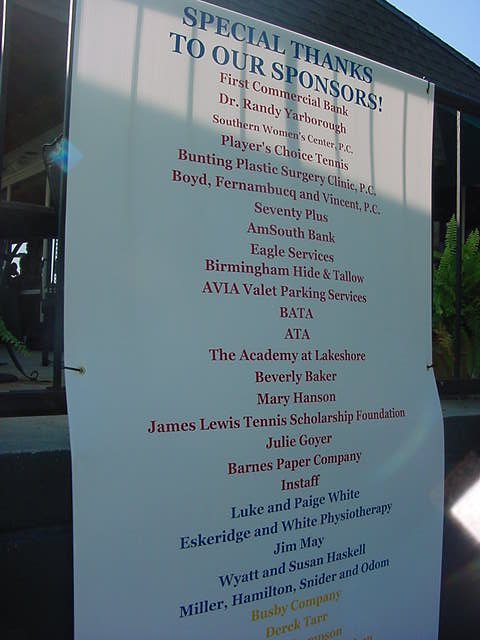 SPECIAL THANKS
TO OUR SPONSORS!
First Commercial Bank
Dr. Randy Yarborough
Southern Women's Center, P.C.
Player's Choice Tennis
Bunting Plastic Surgery Clinic, P.C.
Boyd, Fernambucq and Vincent, P.C.
Seventy Plus
AmSouth Bank
Eagle Services
Birmingham Hide & Tallow
AVIA Valet Parking Services
BATA
ATA
The Academy at Lakeshore
Beverly Baker
Mary Hanson
James Lewis Tennis Scholarship Foundation
Julie Goyer
Barnes Paper Company
Instaff
Luke and Paige White
Eskeridge and White Physiotherapy
Jim May
Wyatt and Susan Haskell
Miller, Hamilton, Snider and Odom
Busby Company
Derek Tarr